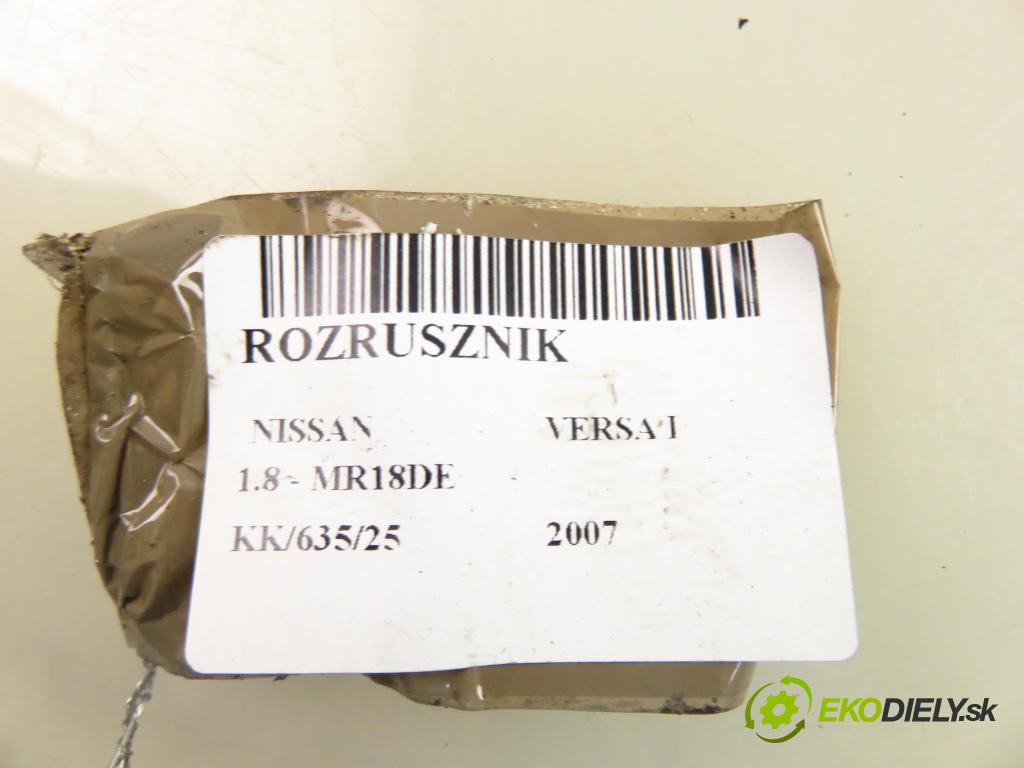 ROZRUSZNIK
NISSAN VERSA I
1.8 - MR18DE
KK/635/25 2007
EKODIELY.sk